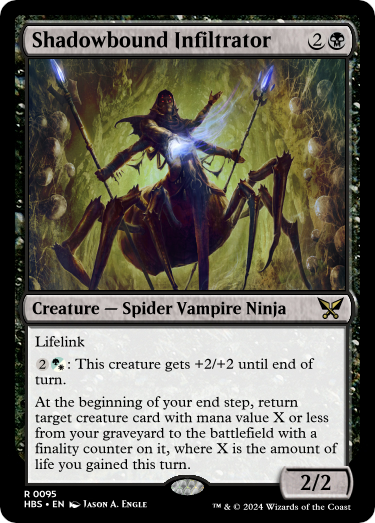 Shadowbound Infiltrator 2
Creature — Spider Vampire Ninja
Lifelink
2 : This creature gets +2/+2 until end of
turn.
At the beginning of your end step, return
target creature card with mana value X or less
from your graveyard to the battlefield with a
finality counter on it, where X is the amount of
life you gained this turn.
2/2
R 0095
HBS • EN Jason A. Engle
™ & © 2024 Wizards of the Coast